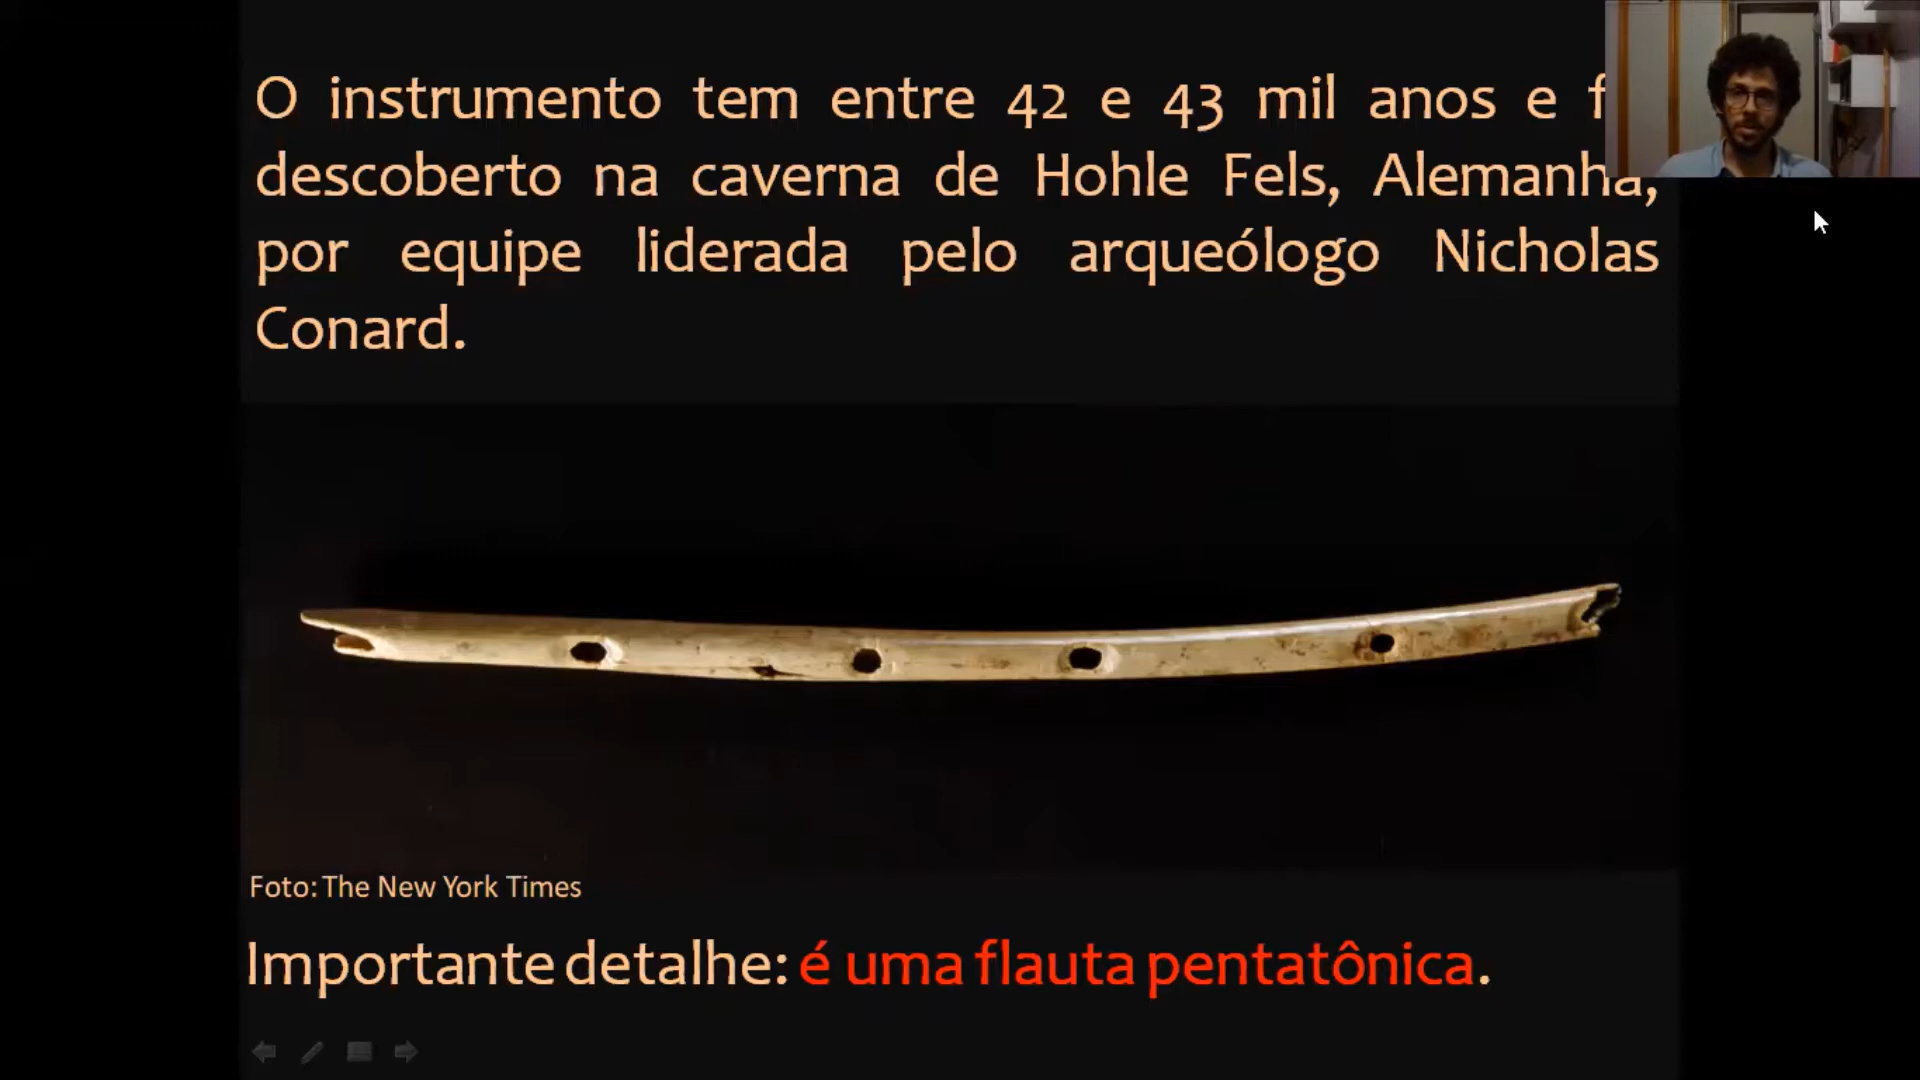 O instrumento tem entre 42 e 43 mil anos e
descoberto na caverna de Hohle Fels, Alemanha,
por equipe liderada pelo arqueólogo Nicholas
Conard.
Foto: The New York Times
Importante detalhe: é uma flauta pentatônica.